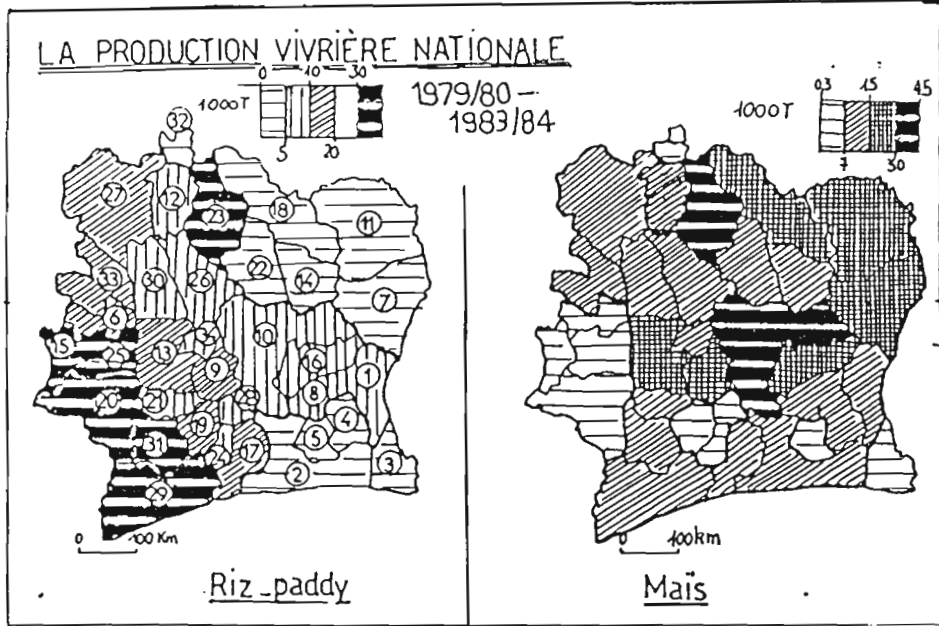 LA PRODUCTION VIVRIÈRE NATIONALE
1979/80 -
1983/84
0 10 30
1000T
5 20
0,3 15 45
1000T
7 30
32
27 12 23 18 11
33 30 26 22 14 7
6 10
15 25 13 34 9 16 1
20 21 28 8 4
31 19 5
17 2 3
29
0 100 Km
0 100km
Riz_paddy
Maïs